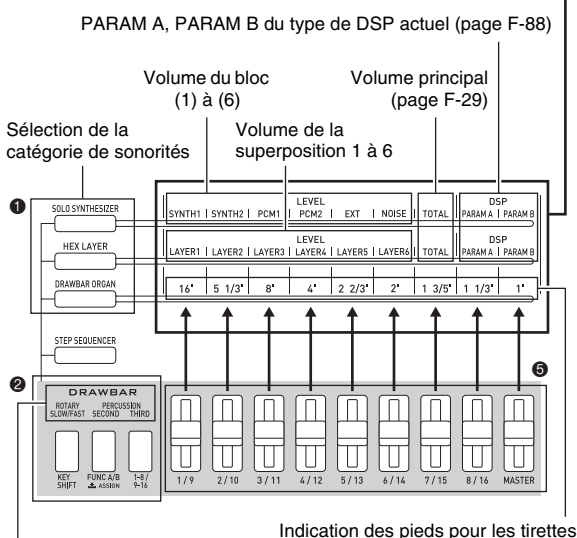 PARAM A, PARAM B du type de DSP actuel (page F-88)
Volume du bloc
(1) à (6)
Volume principal
(page F-29)
Sélection de la
catégorie de sonorités
Volume de la
superposition 1 à 6
❶
SOLO SYNTHESIZER
HEX LAYER
DRAWBAR ORGAN
LEVEL
DSP
SYNTH1 SYNTH2 PCM1 PCM2 EXT NOISE TOTAL PARAM A PARAM B
LEVEL
DSP
LAYER1 LAYER2 LAYER3 LAYER4 LAYER5 LAYER6 TOTAL PARAM A PARAM B
16' 5 1/3' 8' 4' 2 2/3' 2' 1 3/5' 1 1/3' 1'
STEP SEQUENCER
❷
❺
DRAWBAR
ROTARY
SLOW/FAST
PERCUSSION
SECOND THIRD
KEY
SHIFT
FUNC A/B
ASSIGN
1-8/
9-16
1/9 2/10 3/11 4/12 5/13 6/14 7/15 8/16 MASTER
Indication des pieds pour les tirettes